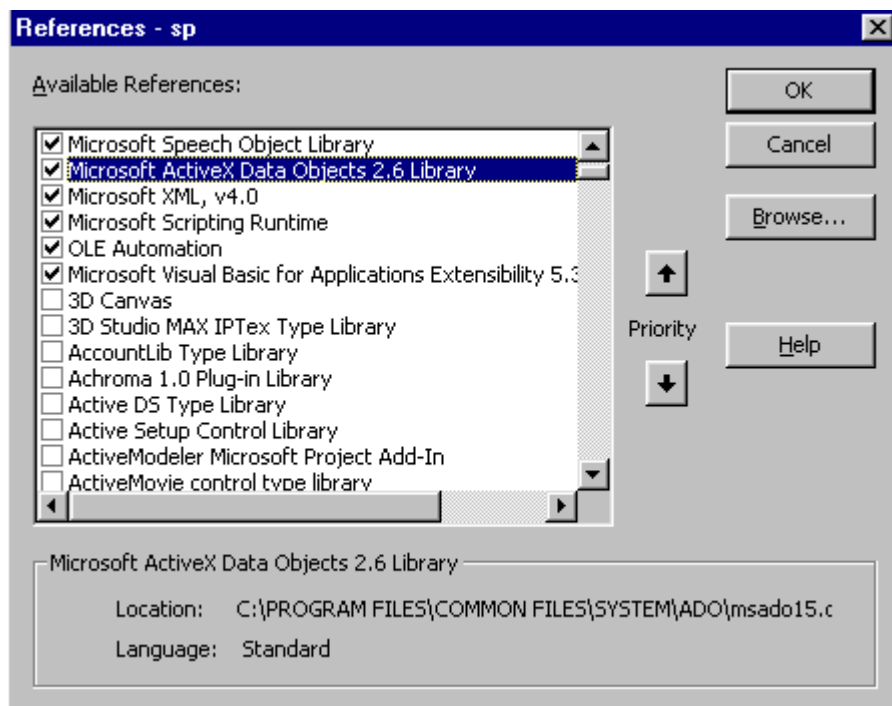 References - sp
Available References:
Microsoft Speech Object Library
Microsoft ActiveX Data Objects 2.6 Library
Microsoft XML, v4.0
Microsoft Scripting Runtime
OLE Automation
Microsoft Visual Basic for Applications Extensibility 5.3
3D Canvas
3D Studio MAX IPTex Type Library
AccountLib Type Library
Achroma 1.0 Plug-in Library
Active DS Type Library
Active Setup Control Library
ActiveModeler Microsoft Project Add-In
ActiveMovie control type library
Priority
OK
Cancel
Browse...
Help
Microsoft ActiveX Data Objects 2.6 Library
Location: C:\PROGRAM FILES\COMMON FILES\SYSTEM\ADO\msado15.c
Language: Standard